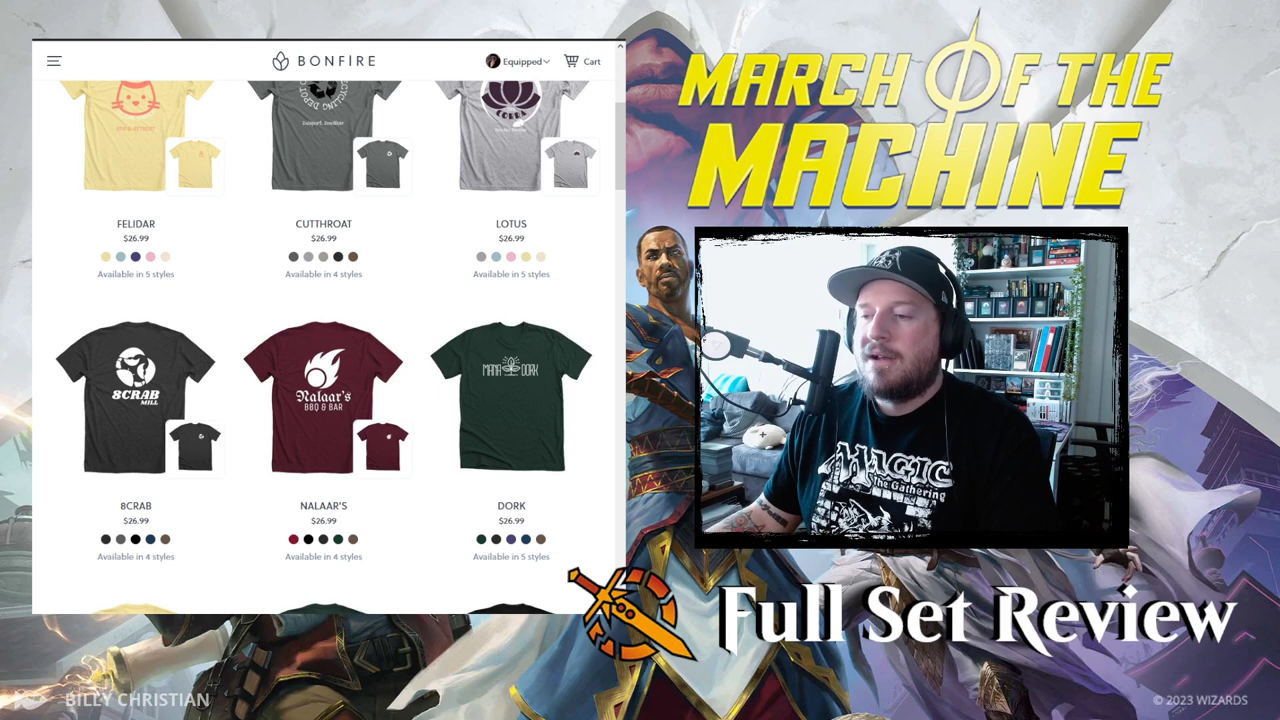 BONFIRE
Equipped
Cart
RECYCLING DEPOT
COBRA
FELIDAR
$26.99
Available in 5 styles
CUTTHROAT
$26.99
Available in 4 styles
LOTUS
$26.99
Available in 5 styles
8CRAB
MILL
Nalaar's
BBQ & BAR
MANA DORK
8CRAB
$26.99
Available in 4 styles
NALAAR'S
$26.99
Available in 4 styles
DORK
$26.99
Available in 5 styles
MARCH OF THE
MACHINE
MAGIC
The Gathering
Full Set Review
BILLY CHRISTIAN
© 2023 WIZARDS